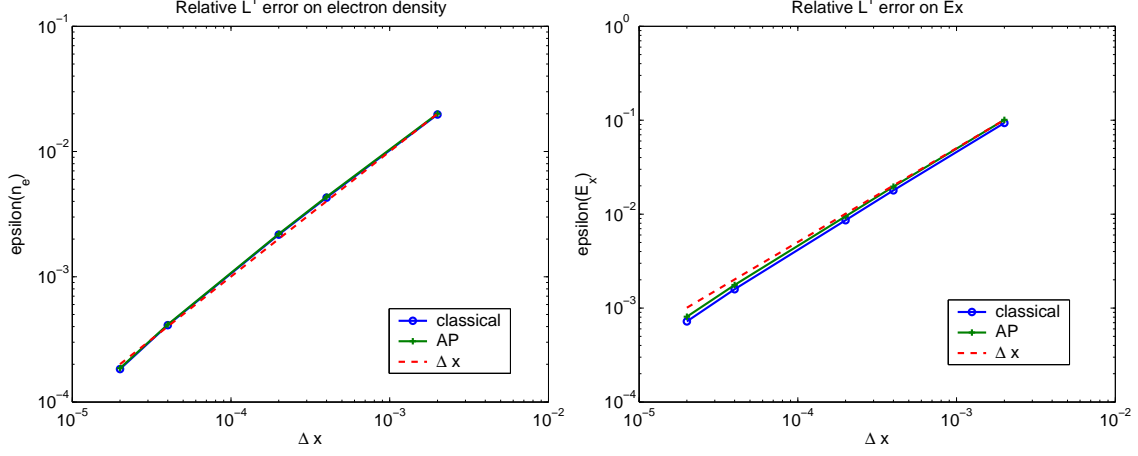 Relative L¹ error on electron density
10⁻¹
10⁻²
10⁻³
10⁻⁴
epsilon(nₑ)
classical
AP
Δ x
10⁻⁵
10⁻⁴
10⁻³
10⁻²
Δ x
Relative L¹ error on Ex
10⁰
10⁻¹
10⁻²
10⁻³
10⁻⁴
epsilon(Eₓ)
classical
AP
Δ x
10⁻⁵
10⁻⁴
10⁻³
10⁻²
Δ x